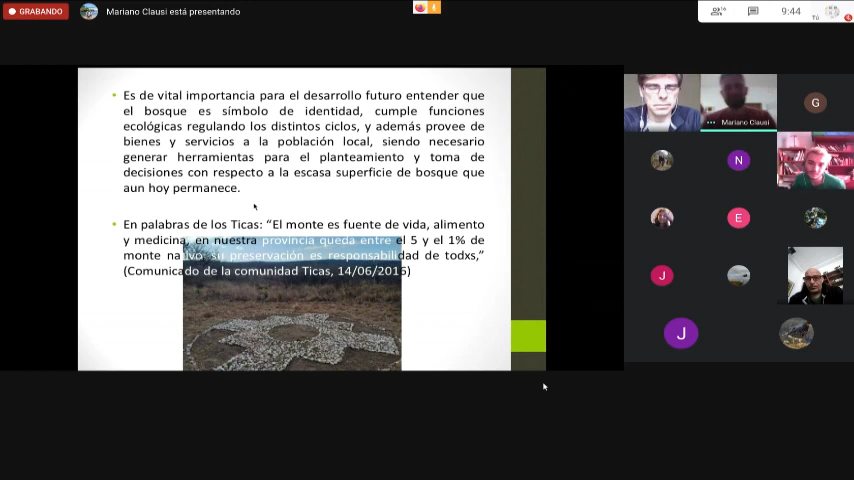 GRABANDO
Mariano Clausi está presentando
16
9:44
Tú
• Es de vital importancia para el desarrollo futuro entender que
el bosque es símbolo de identidad, cumple funciones
ecológicas regulando los distintos ciclos, y además provee de
bienes y servicios a la población local, siendo necesario
generar herramientas para el planteamiento y toma de
decisiones con respecto a la escasa superficie de bosque que
aun hoy permanece.
• En palabras de los Ticas: “El monte es fuente de vida, alimento
y medicina, en nuestra provincia queda entre el 5 y el 1% de
monte nativo, su preservación es responsabilidad de todxs,”
(Comunicado de la comunidad Ticas, 14/06/2016)
Mariano Clausi
G
N
E
J
J